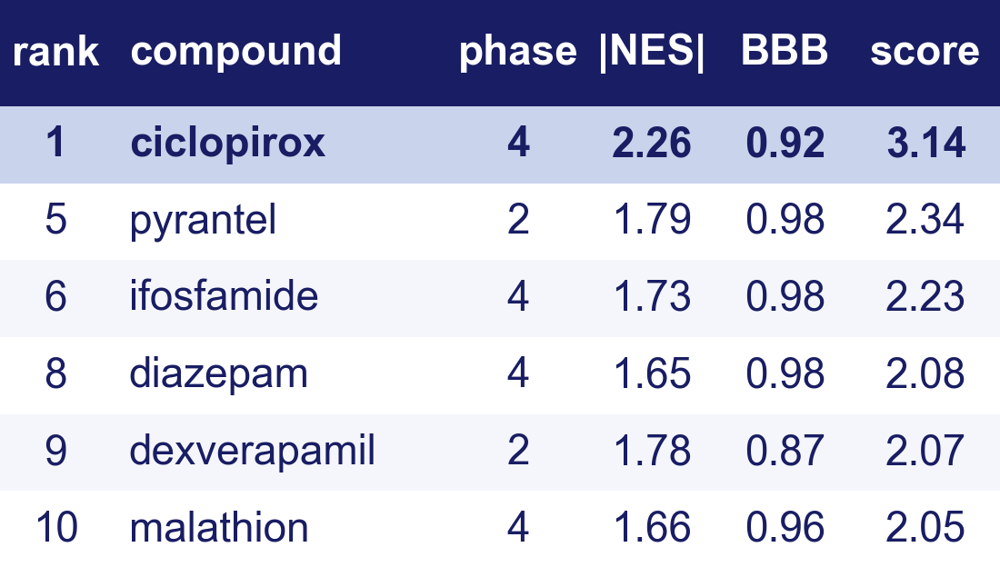 rank compound phase |NES| BBB score
1 ciclopirox 4 2.26 0.92 3.14
5 pyrantel 2 1.79 0.98 2.34
6 ifosfamide 4 1.73 0.98 2.23
8 diazepam 4 1.65 0.98 2.08
9 dexverapamil 2 1.78 0.87 2.07
10 malathion 4 1.66 0.96 2.05